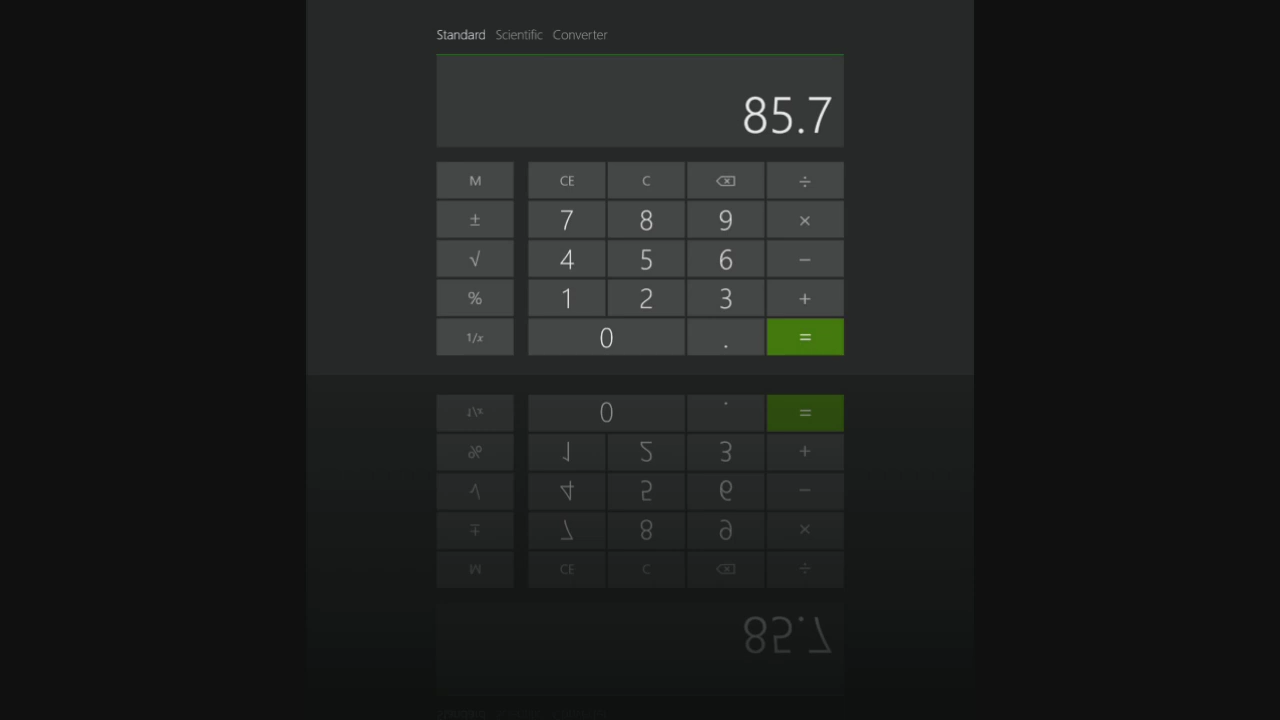 Standard Scientific Converter
85.7
M CE C ÷
± 7 8 9 ×
√ 4 5 6 −
% 1 2 3 +
1/x 0 . =